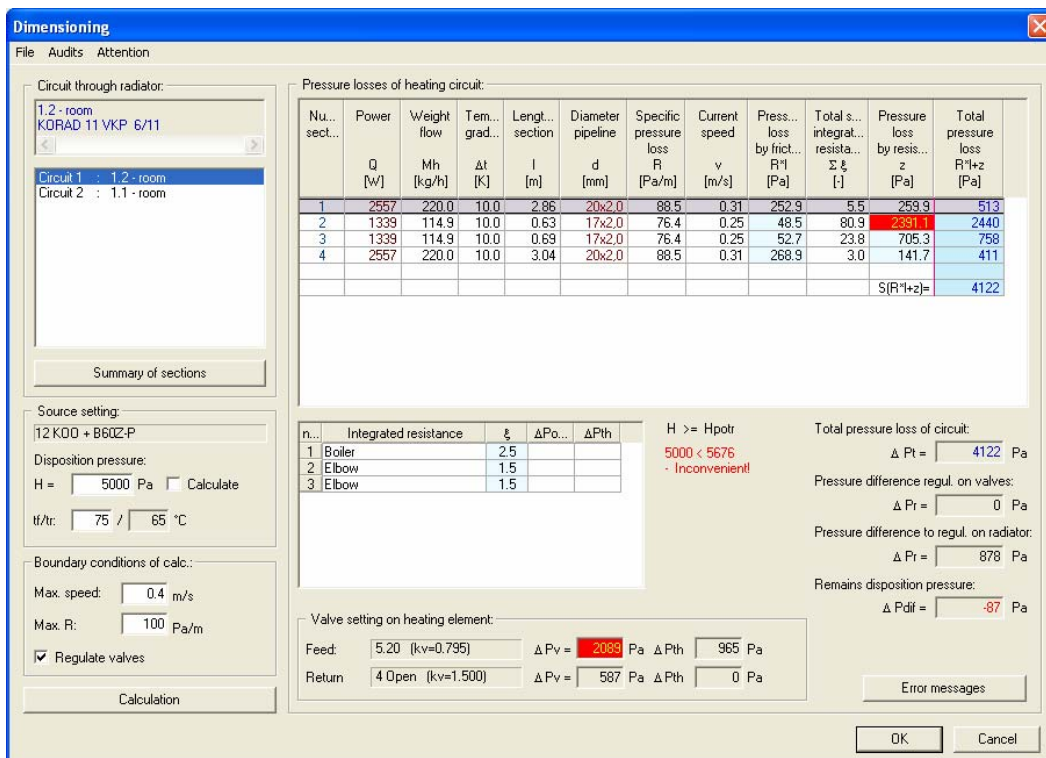 Dimensioning
File Audits Attention
Circuit through radiator:
1.2 - room
KORAD 11 VKP 6/11
Circuit 1 : 1.2 - room
Circuit 2 : 1.1 - room
Summary of sections
Source setting:
12 KOO + B60Z-P
Disposition pressure:
H = 5000 Pa Calculate
tf/tr: 75 / 65 °C
Boundary conditions of calc.:
Max. speed: 0.4 m/s
Max. R: 100 Pa/m
Regulate valves
Calculation
Pressure losses of heating circuit:
Nu... Power Weight Tem... Lengt... Diameter Specific Current Press... Total s... Pressure Total
sect... flow grad... section pipeline pressure speed loss integrat... loss pressure
loss by frict... resista... by resis... loss
Q Mh Δt l d R v R*l Σ ξ z R*l+z
[W] [kg/h] [K] [m] [mm] [Pa/m] [m/s] [Pa] [-] [Pa] [Pa]
1 2557 220.0 10.0 2.86 20x2,0 88.5 0.31 252.9 5.5 259.9 513
2 1339 114.9 10.0 0.63 17x2,0 76.4 0.25 48.5 80.9 2391.1 2440
3 1339 114.9 10.0 0.69 17x2,0 76.4 0.25 52.7 23.8 705.3 758
4 2557 220.0 10.0 3.04 20x2,0 88.5 0.31 268.9 3.0 141.7 411
S(R*l+z)= 4122
n... Integrated resistance ξ ΔPo... ΔPth
1 Boiler 2.5
2 Elbow 1.5
3 Elbow 1.5
H >= Hpotr
5000 < 5676
- Inconvenient!
Total pressure loss of circuit:
Δ Pt = 4122 Pa
Pressure difference regul. on valves:
Δ Pr = 0 Pa
Pressure difference to regul. on radiator:
Δ Pr = 878 Pa
Remains disposition pressure:
Δ Pdif = -87 Pa
Valve setting on heating element:
Feed: 5.20 (kv=0.795) Δ Pv = 2089 Pa Δ Pth 965 Pa
Return 4 Open (kv=1.500) Δ Pv = 587 Pa Δ Pth 0 Pa
Error messages
OK Cancel